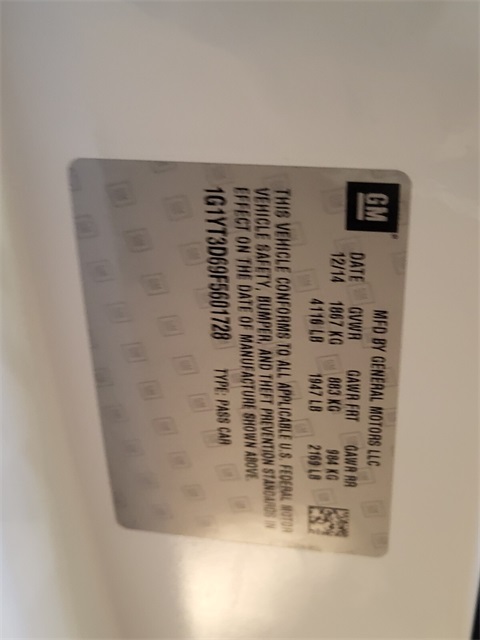 GM
MFD BY GENERAL MOTORS LLC
DATE GVWR GAWR FRT GAWR RR
12/14 1867 KG 883 KG 984 KG
4116 LB 1947 LB 2169 LB
THIS VEHICLE CONFORMS TO ALL APPLICABLE U.S. FEDERAL MOTOR
VEHICLE SAFETY, BUMPER, AND THEFT PREVENTION STANDARDS IN
EFFECT ON THE DATE OF MANUFACTURE SHOWN ABOVE.
1G1YT3D69F5601728 TYPE: PASS CAR